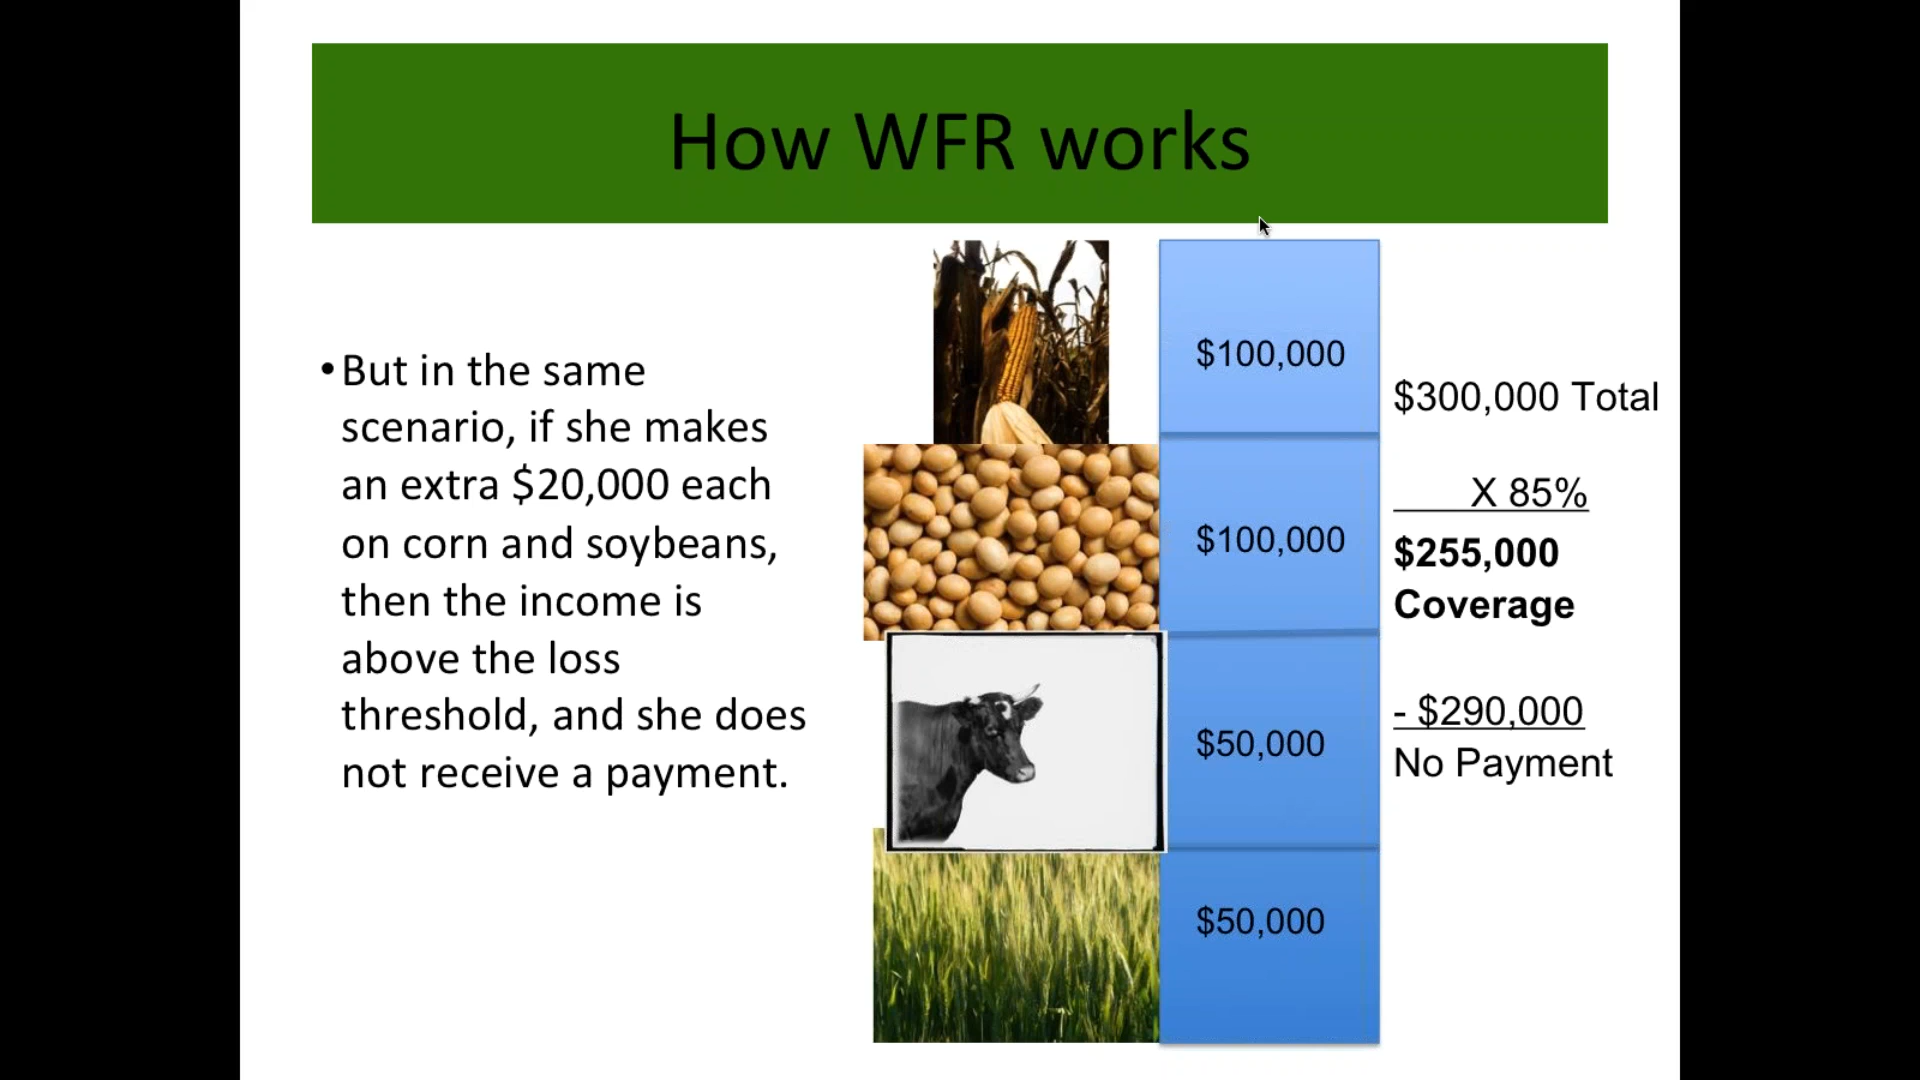 How WFR works
•But in the same
scenario, if she makes
an extra $20,000 each
on corn and soybeans,
then the income is
above the loss
threshold, and she does
not receive a payment.
$100,000
$100,000
$50,000
$50,000
$300,000 Total
X 85%
$255,000
Coverage
- $290,000
No Payment